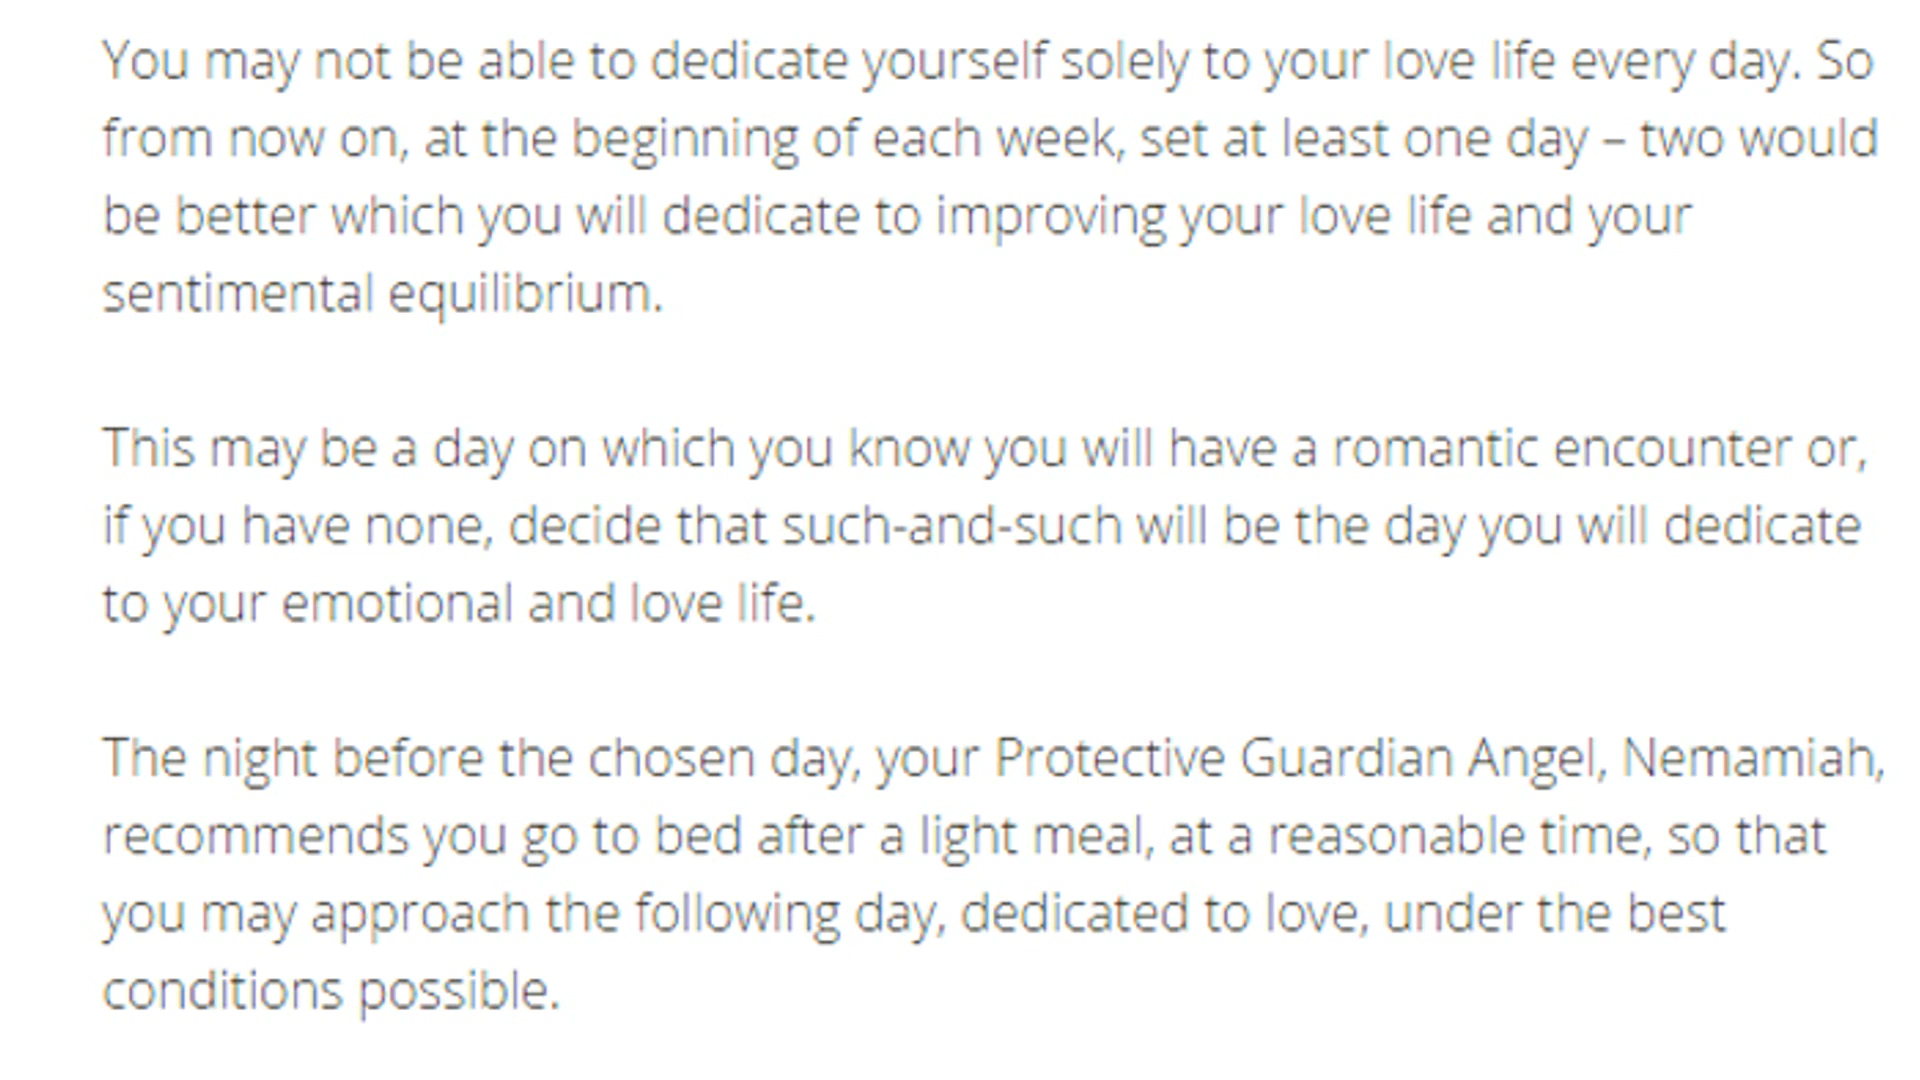 You may not be able to dedicate yourself solely to your love life every day. So
from now on, at the beginning of each week, set at least one day – two would
be better which you will dedicate to improving your love life and your
sentimental equilibrium.
This may be a day on which you know you will have a romantic encounter or,
if you have none, decide that such-and-such will be the day you will dedicate
to your emotional and love life.
The night before the chosen day, your Protective Guardian Angel, Nemamiah,
recommends you go to bed after a light meal, at a reasonable time, so that
you may approach the following day, dedicated to love, under the best
conditions possible.